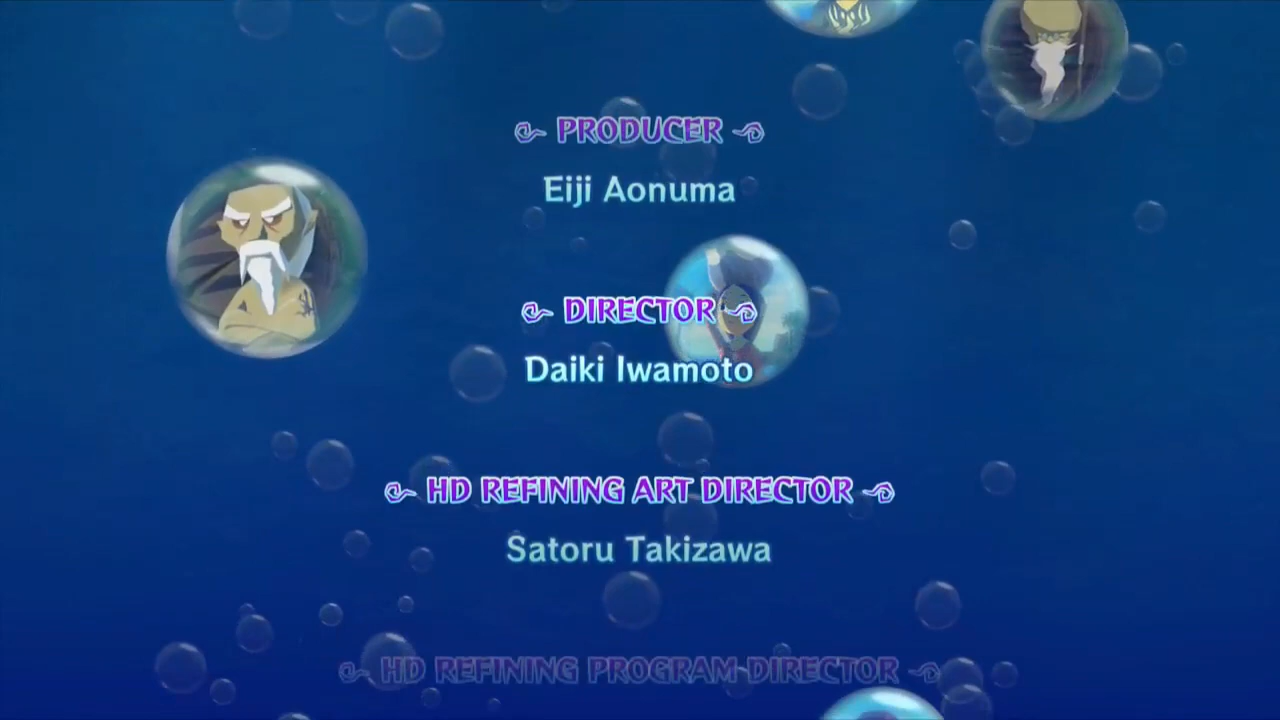 PRODUCER
Eiji Aonuma
DIRECTOR
Daiki Iwamoto
HD REFINING ART DIRECTOR
Satoru Takizawa
HD REFINING PROGRAM DIRECTOR